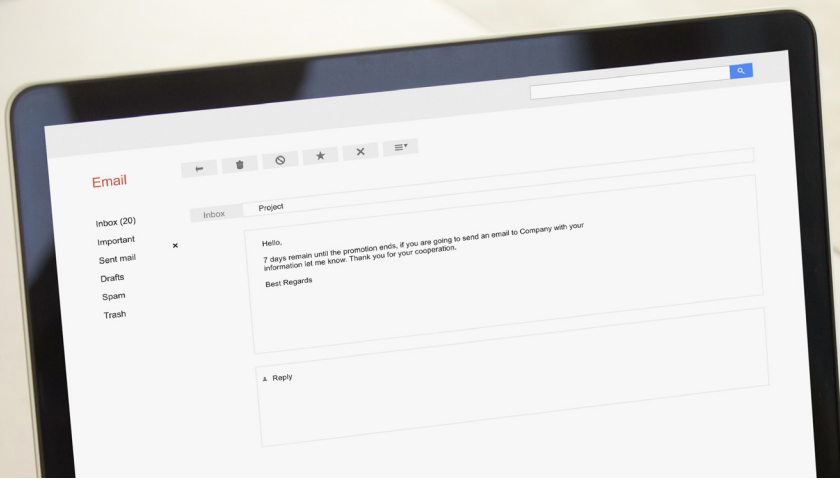 Email
Inbox (20)
Important
Sent mail
Drafts
Spam
Trash
Inbox
Project
Hello,
7 days remain until the promotion ends, if you are going to send an email to Company with your
information let me know. Thank you for your cooperation.
Best Regards
Reply